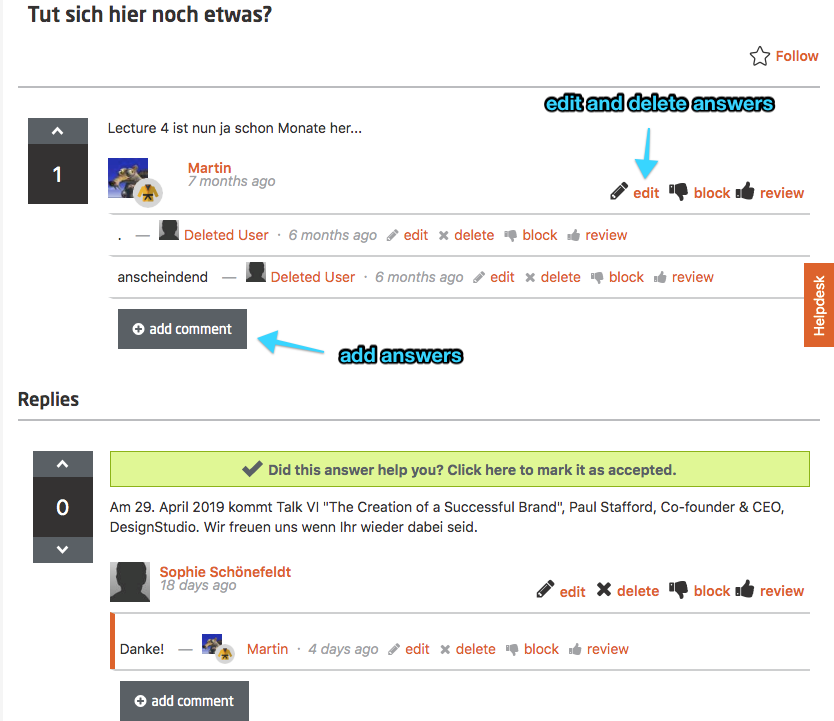 Tut sich hier noch etwas?
Follow
edit and delete answers
1
Lecture 4 ist nun ja schon Monate her...
Martin
7 months ago
edit block review
. — Deleted User · 6 months ago edit delete block review
anscheindend — Deleted User · 6 months ago edit delete block review
Helpdesk
add comment
add answers
Replies
0
Did this answer help you? Click here to mark it as accepted.
Am 29. April 2019 kommt Talk VI "The Creation of a Successful Brand", Paul Stafford, Co-founder & CEO,
DesignStudio. Wir freuen uns wenn Ihr wieder dabei seid.
Sophie Schönefeldt
18 days ago
edit delete block review
Danke! — Martin · 4 days ago edit delete block review
add comment